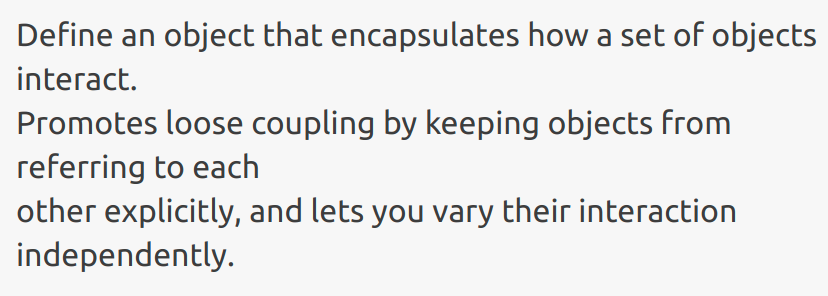 Define an object that encapsulates how a set of objects
interact.
Promotes loose coupling by keeping objects from
referring to each
other explicitly, and lets you vary their interaction
independently.